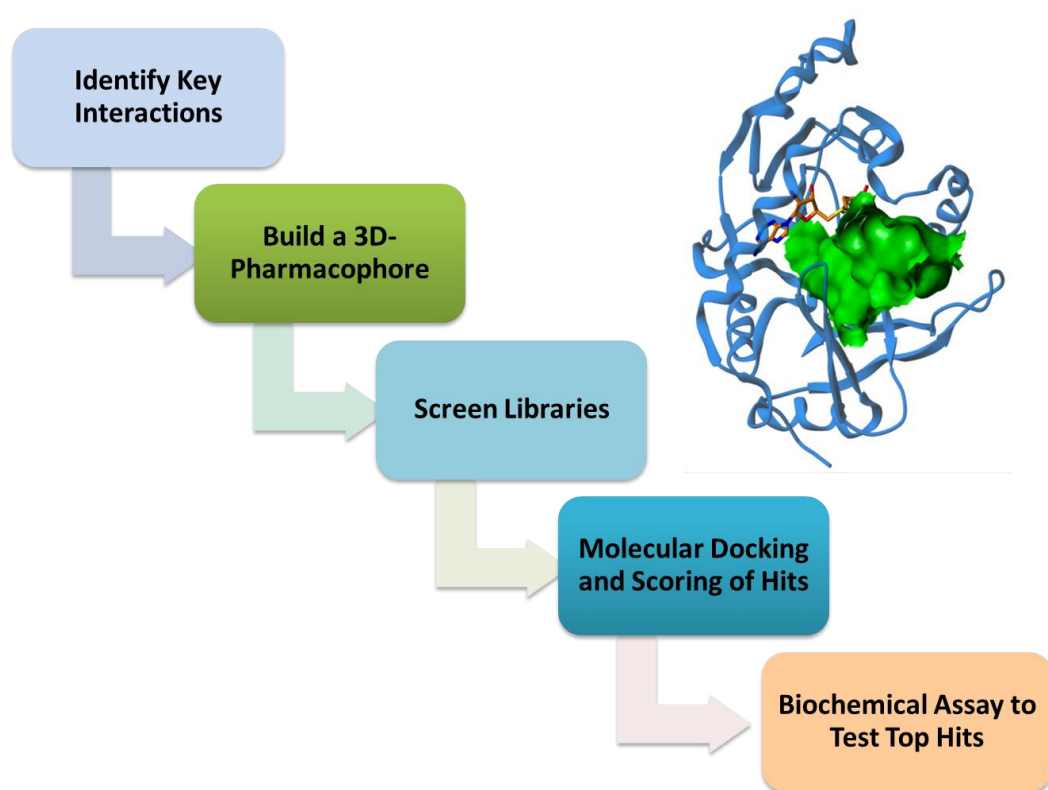 Identify Key
Interactions
Build a 3D-
Pharmacophore
Screen Libraries
Molecular Docking
and Scoring of Hits
Biochemical Assay to
Test Top Hits